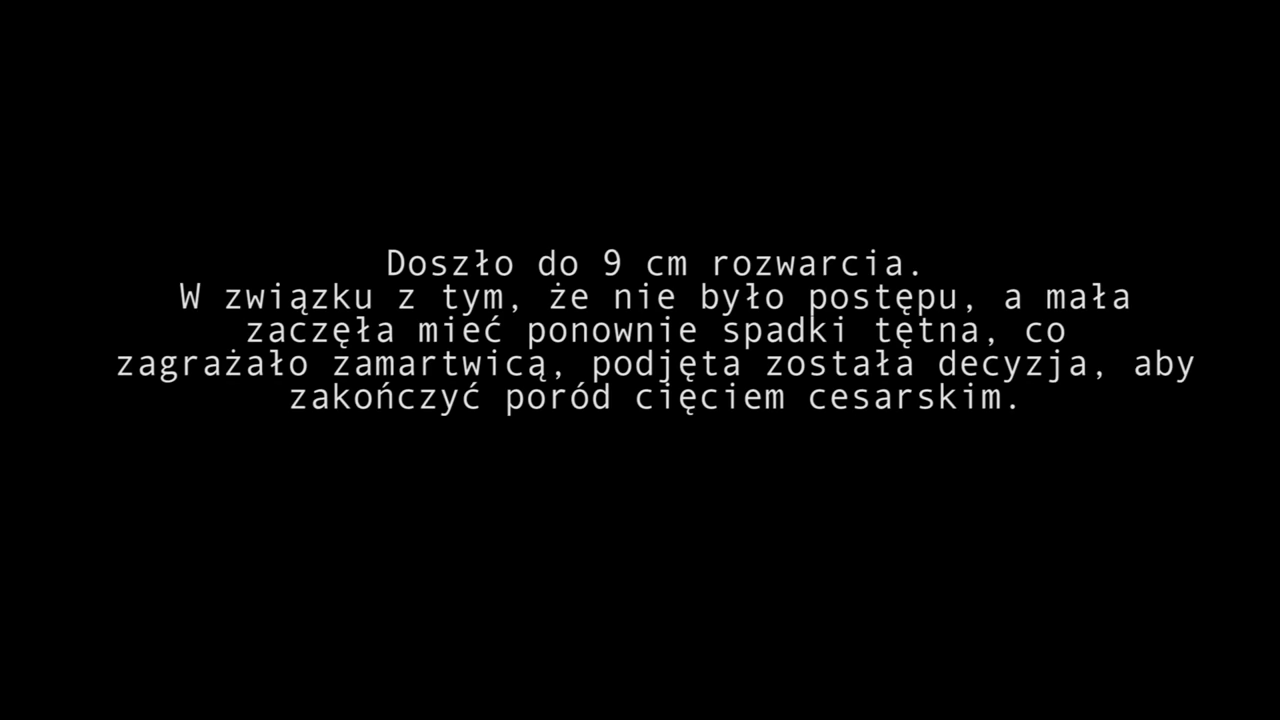 Doszło do 9 cm rozwarcia.
W związku z tym, że nie było postępu, a mała
zaczęła mieć ponownie spadki tętna, co
zagrażało zamartwicą, podjęta została decyzja, aby
zakończyć poród cięciem cesarskim.